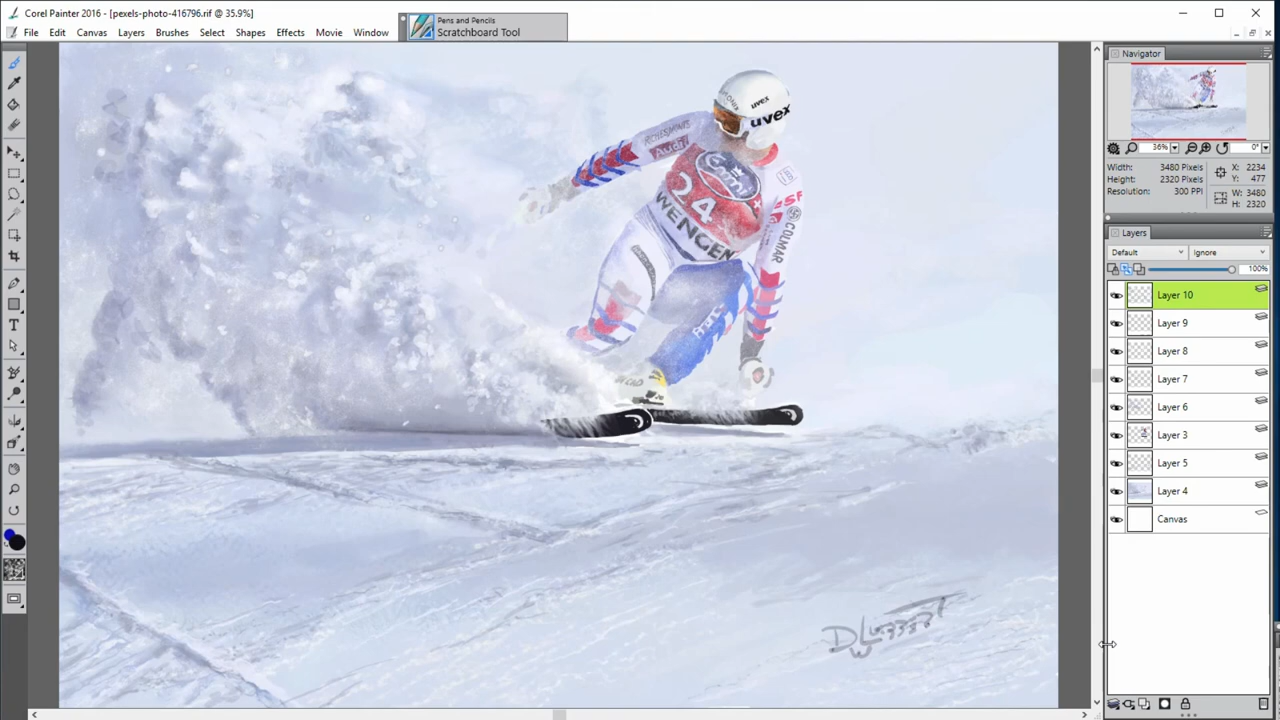 Corel Painter 2016 - [pexels-photo-416796.rif @ 35.9%]
File Edit Canvas Layers Brushes Select Shapes Effects Movie Window
Pens and Pencils
Scratchboard Tool
Navigator
36% 0°
Width: 3480 Pixels
Height: 2320 Pixels
Resolution: 300 PPI
X: 2234
Y: 477
W: 3480
H: 2320
Layers
Default Ignore
100%
Layer 10
Layer 9
Layer 8
Layer 7
Layer 6
Layer 3
Layer 5
Layer 4
Canvas
uvex
uvex
Audi
24
WENGEN
COLMAR